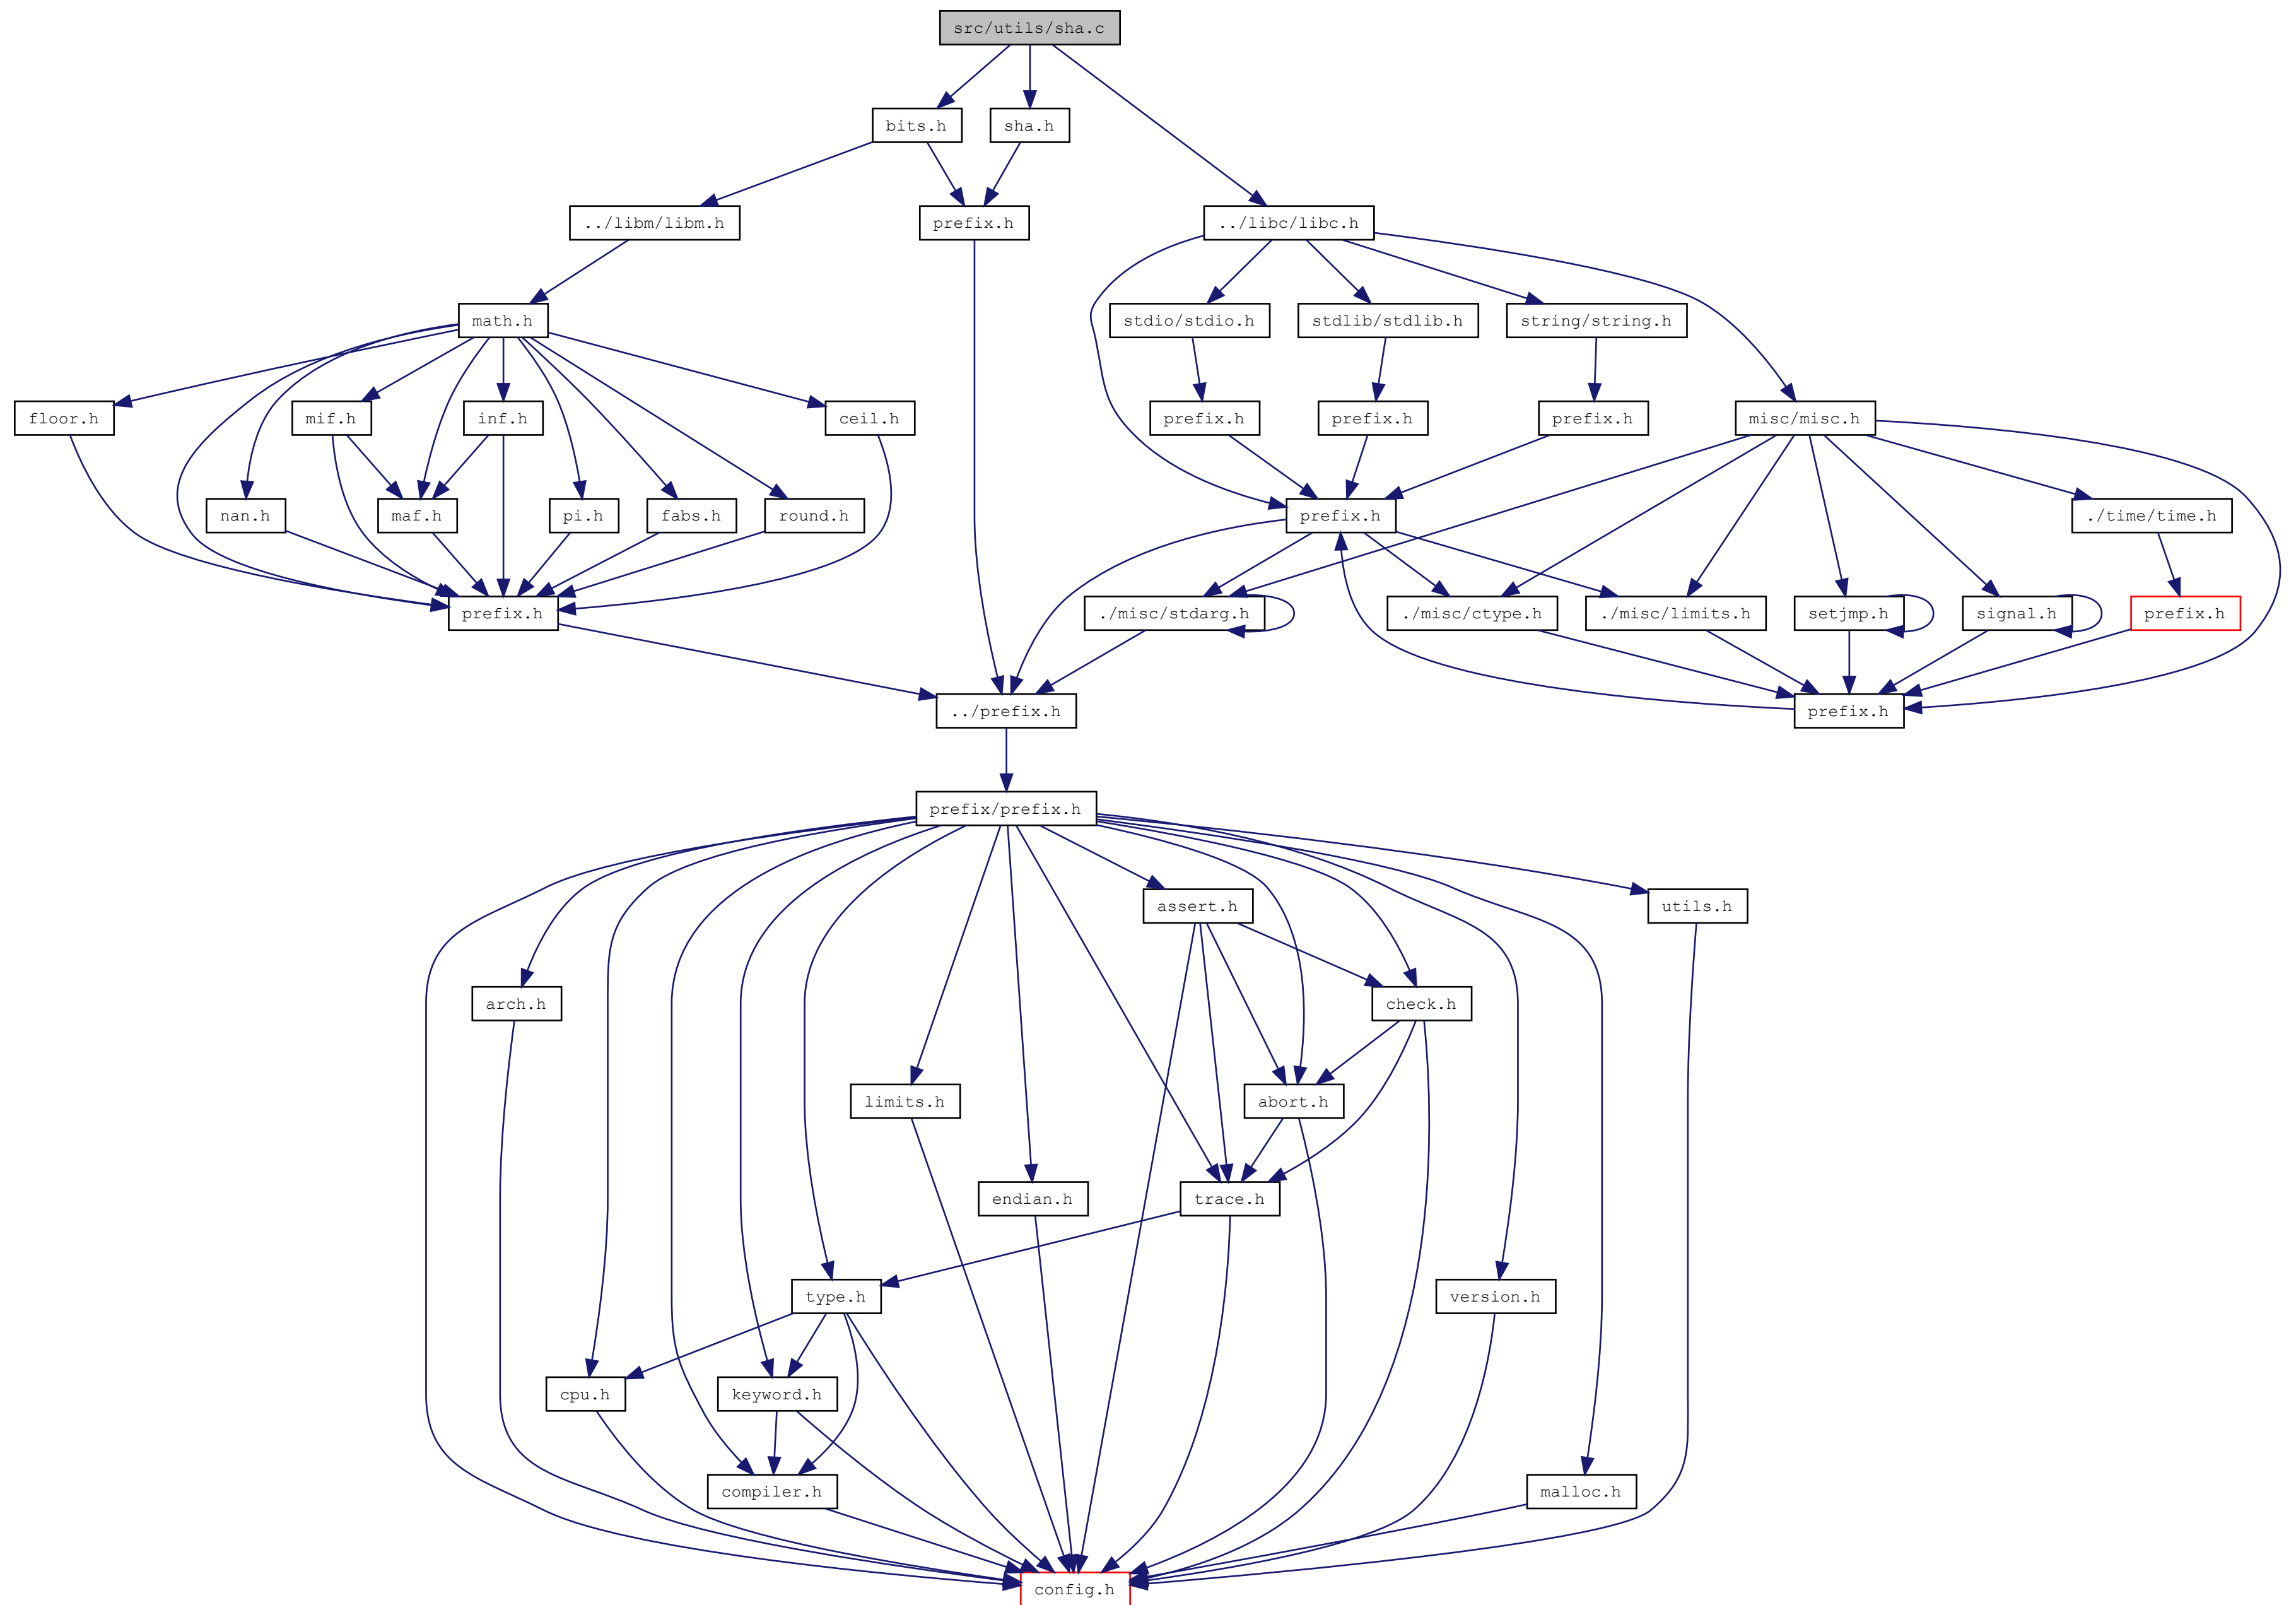 src/utils/sha.c
bits.h
sha.h
../libm/libm.h
prefix.h
../libc/libc.h
math.h
stdio/stdio.h
stdlib/stdlib.h
string/string.h
floor.h
mif.h
inf.h
ceil.h
prefix.h
prefix.h
prefix.h
misc/misc.h
nan.h
maf.h
pi.h
fabs.h
round.h
prefix.h
./time/time.h
prefix.h
./misc/stdarg.h
./misc/ctype.h
./misc/limits.h
setjmp.h
signal.h
prefix.h
../prefix.h
prefix.h
prefix/prefix.h
assert.h
utils.h
arch.h
check.h
limits.h
abort.h
endian.h
trace.h
type.h
version.h
cpu.h
keyword.h
compiler.h
malloc.h
config.h